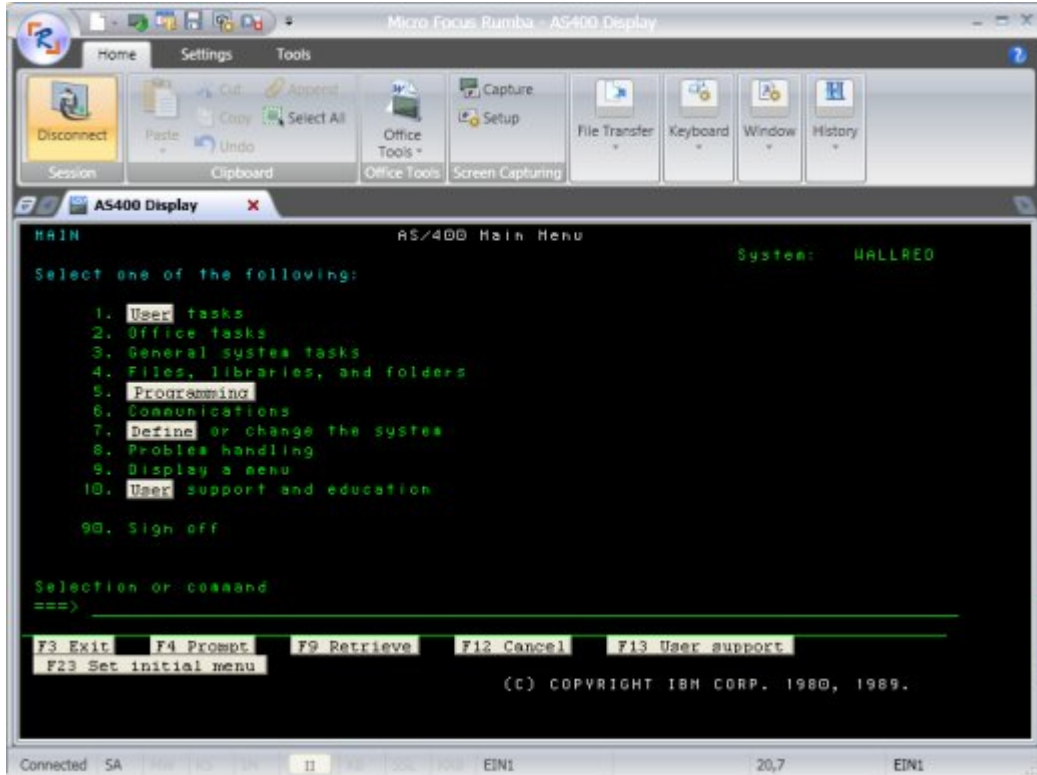 Micro Focus Rumba - AS400 Display
Home Settings Tools
Cut Append Capture
Copy Select All Setup
Disconnect Paste Undo Office Tools File Transfer Keyboard Window History
Session Clipboard Office Tools Screen Capturing
AS400 Display
MAIN AS/400 Main Menu
System: WALLRED
Select one of the following:
1. User tasks
2. Office tasks
3. General system tasks
4. Files, libraries, and folders
5. Programming
6. Communications
7. Define or change the system
8. Problem handling
9. Display a menu
10. User support and education
90. Sign off
Selection or command
===>
F3 Exit F4 Prompt F9 Retrieve F12 Cancel F13 User support
F23 Set initial menu
(C) COPYRIGHT IBM CORP. 1980, 1989.
Connected SA II EIN1 20,7 EIN1